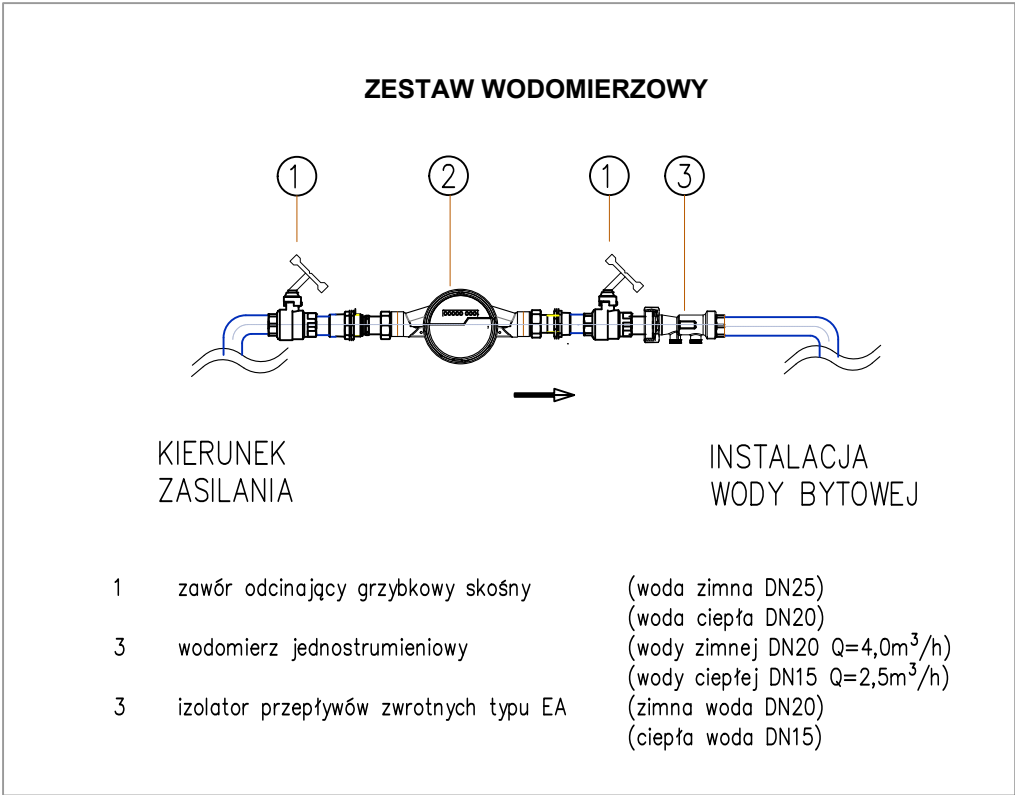 ZESTAW WODOMIERZOWY
1 2 1 3
KIERUNEK
ZASILANIA
INSTALACJA
WODY BYTOWEJ
1 zawór odcinający grzybkowy skośny (woda zimna DN25)
(woda ciepła DN20)
3 wodomierz jednostrumieniowy (wody zimnej DN20 Q=4,0m³/h)
(wody ciepłej DN15 Q=2,5m³/h)
3 izolator przepływów zwrotnych typu EA (zimna woda DN20)
(ciepła woda DN15)